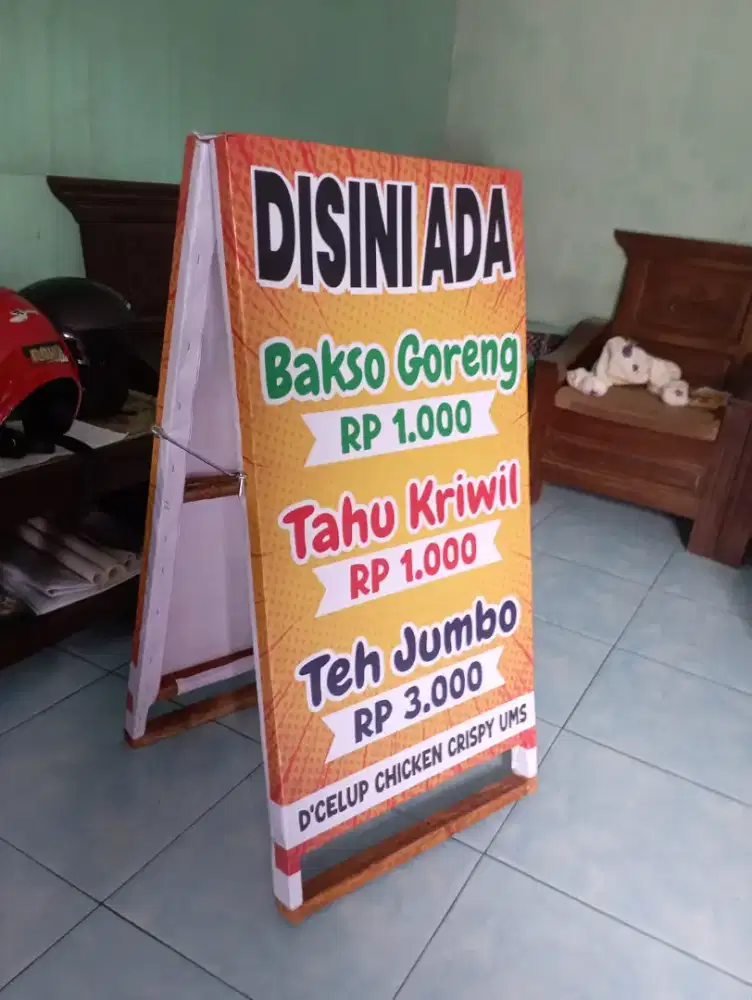 DISINI ADA
Bakso Goreng
RP 1.000
Tahu Kriwil
RP 1.000
Teh Jumbo
RP 3.000
D'CELUP CHICKEN CRISPY UMS